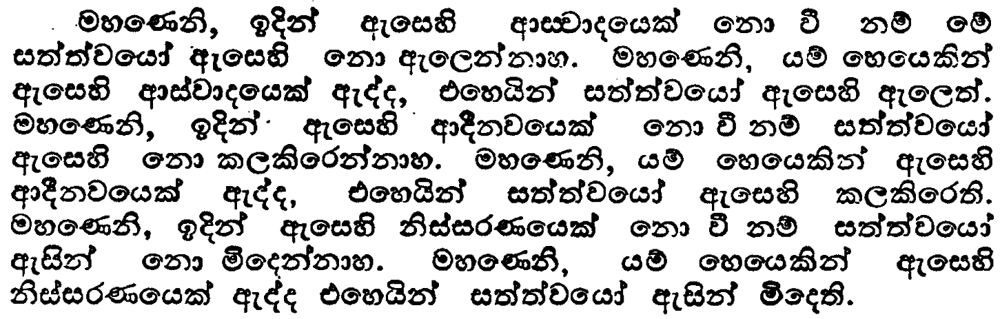 මහණෙනි, ඉදින් ඇසෙහි ආස්වාදයෙක් නො වී නම් මේ
සත්ත්වයෝ ඇසෙහි නො ඇලෙන්නාහ. මහණෙනි, යම් හෙයෙකින්
ඇසෙහි ආස්වාදයෙක් ඇද්ද, එහෙයින් සත්ත්වයෝ ඇසෙහි ඇලෙත්.
මහණෙනි, ඉදින් ඇසෙහි ආදීනවයෙක් නො වී නම් සත්ත්වයෝ
ඇසෙහි නො කලකිරෙන්නාහ. මහණෙනි, යම් හෙයෙකින් ඇසෙහි
ආදීනවයෙක් ඇද්ද, එහෙයින් සත්ත්වයෝ ඇසෙහි කලකිරෙති.
මහණෙනි, ඉදින් ඇසෙහි නිස්සරණයෙක් නො වී නම් සත්ත්වයෝ
ඇසින් නො මිදෙන්නාහ. මහණෙනි, යම් හෙයෙකින් ඇසෙහි
නිස්සරණයෙක් ඇද්ද එහෙයින් සත්ත්වයෝ ඇසින් මිදෙති.